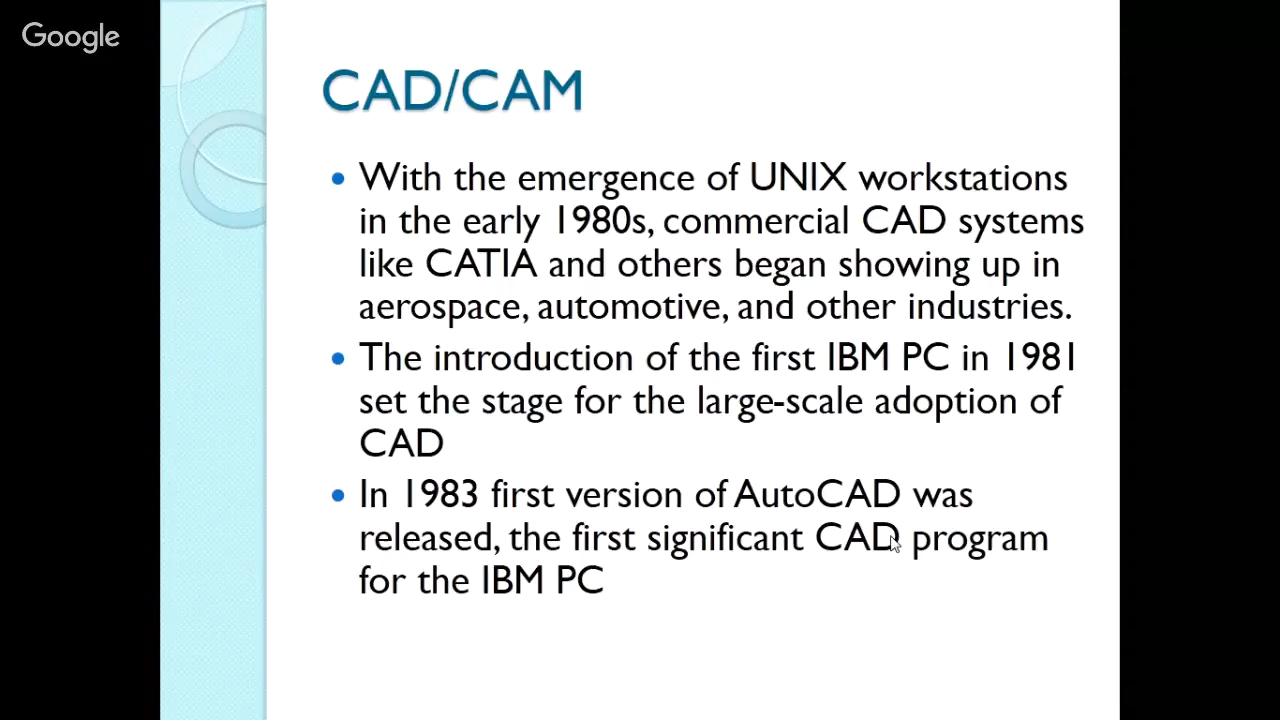 Google
CAD/CAM
• With the emergence of UNIX workstations
in the early 1980s, commercial CAD systems
like CATIA and others began showing up in
aerospace, automotive, and other industries.
• The introduction of the first IBM PC in 1981
set the stage for the large-scale adoption of
CAD
• In 1983 first version of AutoCAD was
released, the first significant CAD program
for the IBM PC